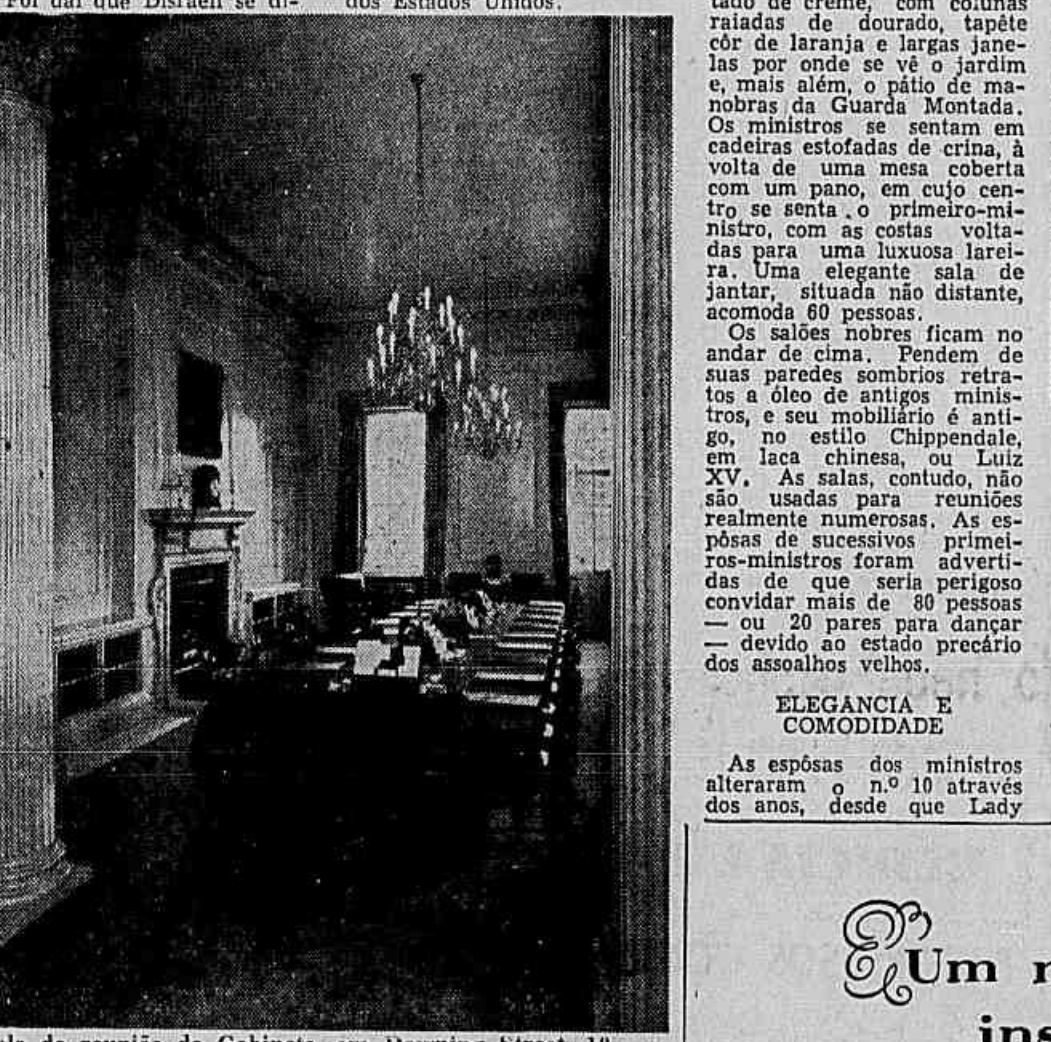 Foi daí que Disraeli se di-
dos Estados Unidos.
tado de creme, com colunas
raiadas de dourado, tapête
côr de laranja e largas jane-
las por onde se vê o jardim
e, mais além, o pátio de ma-
nobras da Guarda Montada.
Os ministros se sentam em
cadeiras estofadas de crina, à
volta de uma mesa coberta
com um pano, em cujo cen-
tro se senta o primeiro-mi-
nistro, com as costas volta-
das para uma luxuosa larei-
ra. Uma elegante sala de
jantar, situada não distante,
acomoda 60 pessoas.
Os salões nobres ficam no
andar de cima. Pendem de
suas paredes sombrios retra-
tos a óleo de antigos minis-
tros, e seu mobiliário é anti-
go, no estilo Chippendale,
em laca chinesa, ou Luiz
XV. As salas, contudo, não
são usadas para reuniões
realmente numerosas. As es-
pôsas de sucessivos primei-
ros-ministros foram adverti-
das de que seria perigoso
convidar mais de 80 pessoas
— ou 20 pares para dançar
— devido ao estado precário
dos assoalhos velhos.
ELEGANCIA E
COMODIDADE
As espôsas dos ministros
alteraram o n.º 10 através
dos anos, desde que Lady
de reunião do Gabinete, em Downing Street, 10
Um
ins